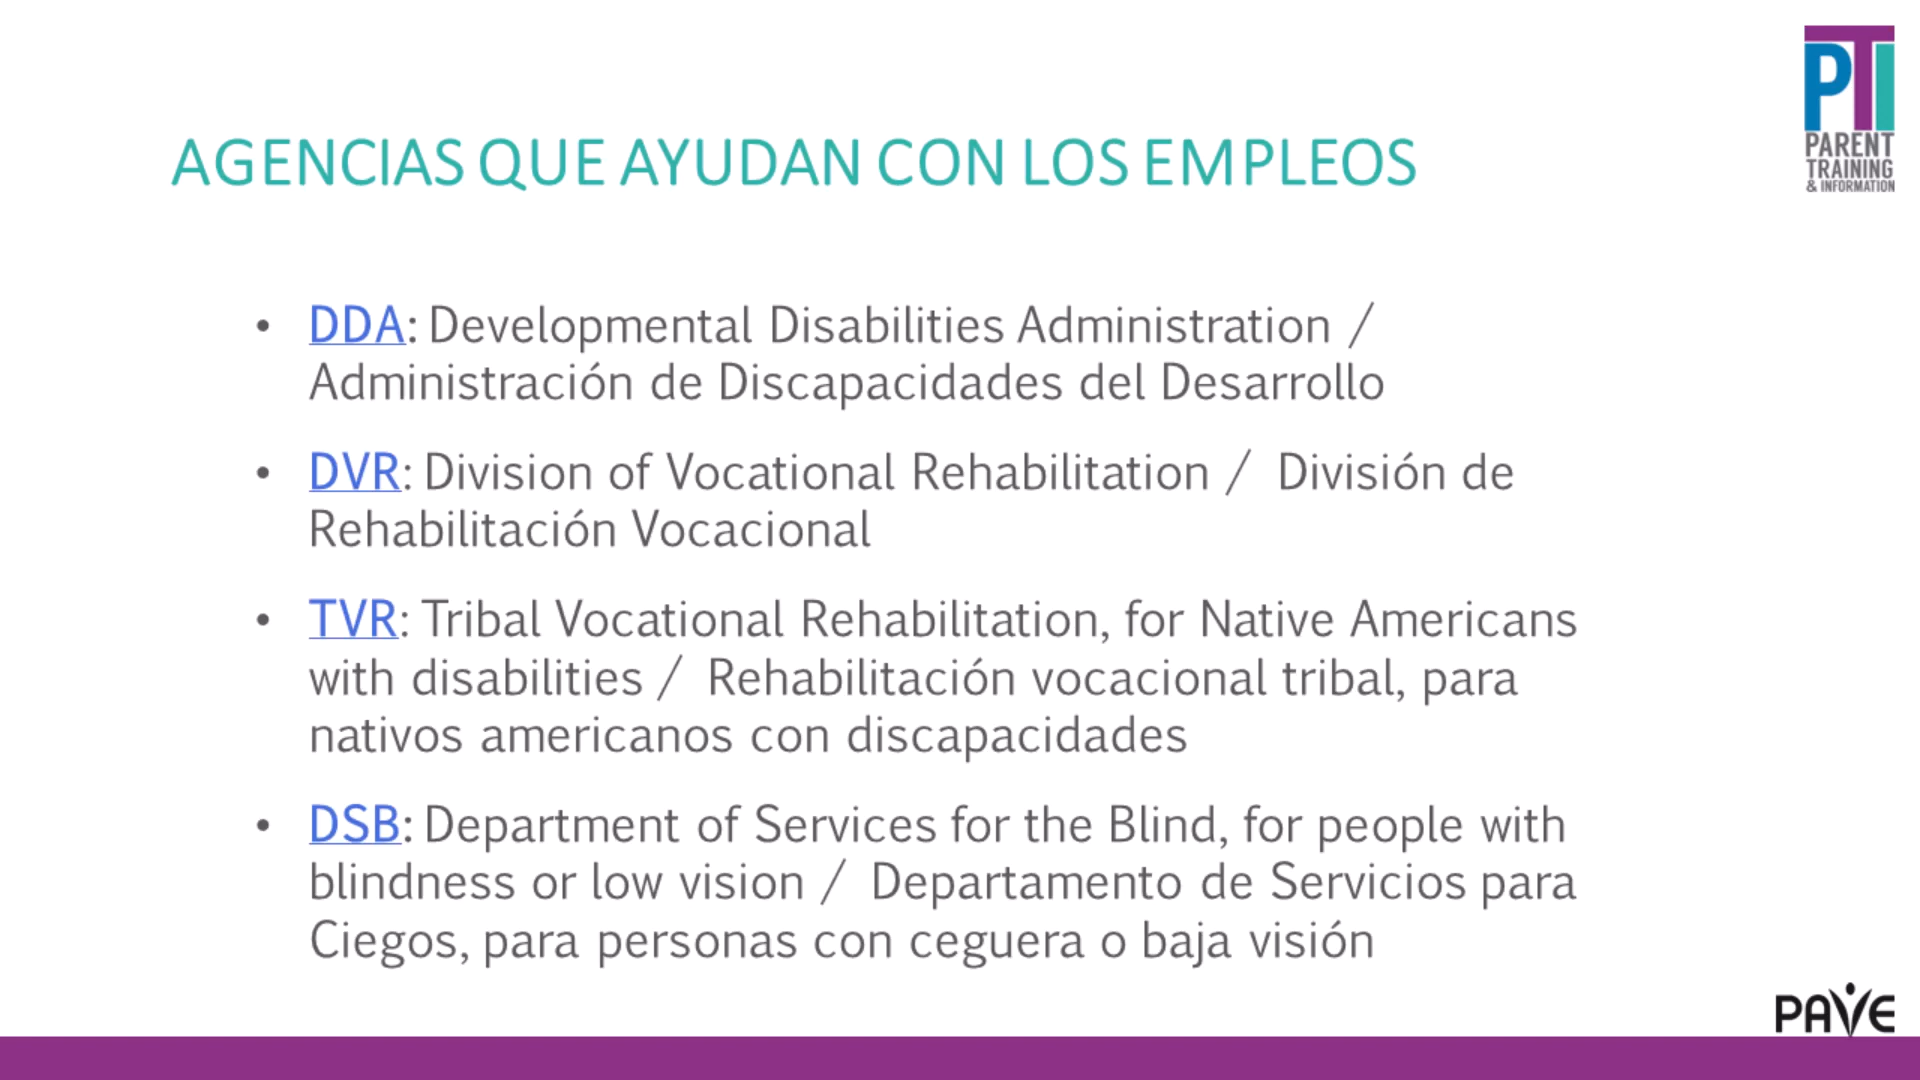 PTI
PARENT
TRAINING
& INFORMATION
AGENCIAS QUE AYUDAN CON LOS EMPLEOS
• DDA: Developmental Disabilities Administration /
Administración de Discapacidades del Desarrollo
• DVR: Division of Vocational Rehabilitation / División de
Rehabilitación Vocacional
• TVR: Tribal Vocational Rehabilitation, for Native Americans
with disabilities / Rehabilitación vocacional tribal, para
nativos americanos con discapacidades
• DSB: Department of Services for the Blind, for people with
blindness or low vision / Departamento de Servicios para
Ciegos, para personas con ceguera o baja visión
PAVE